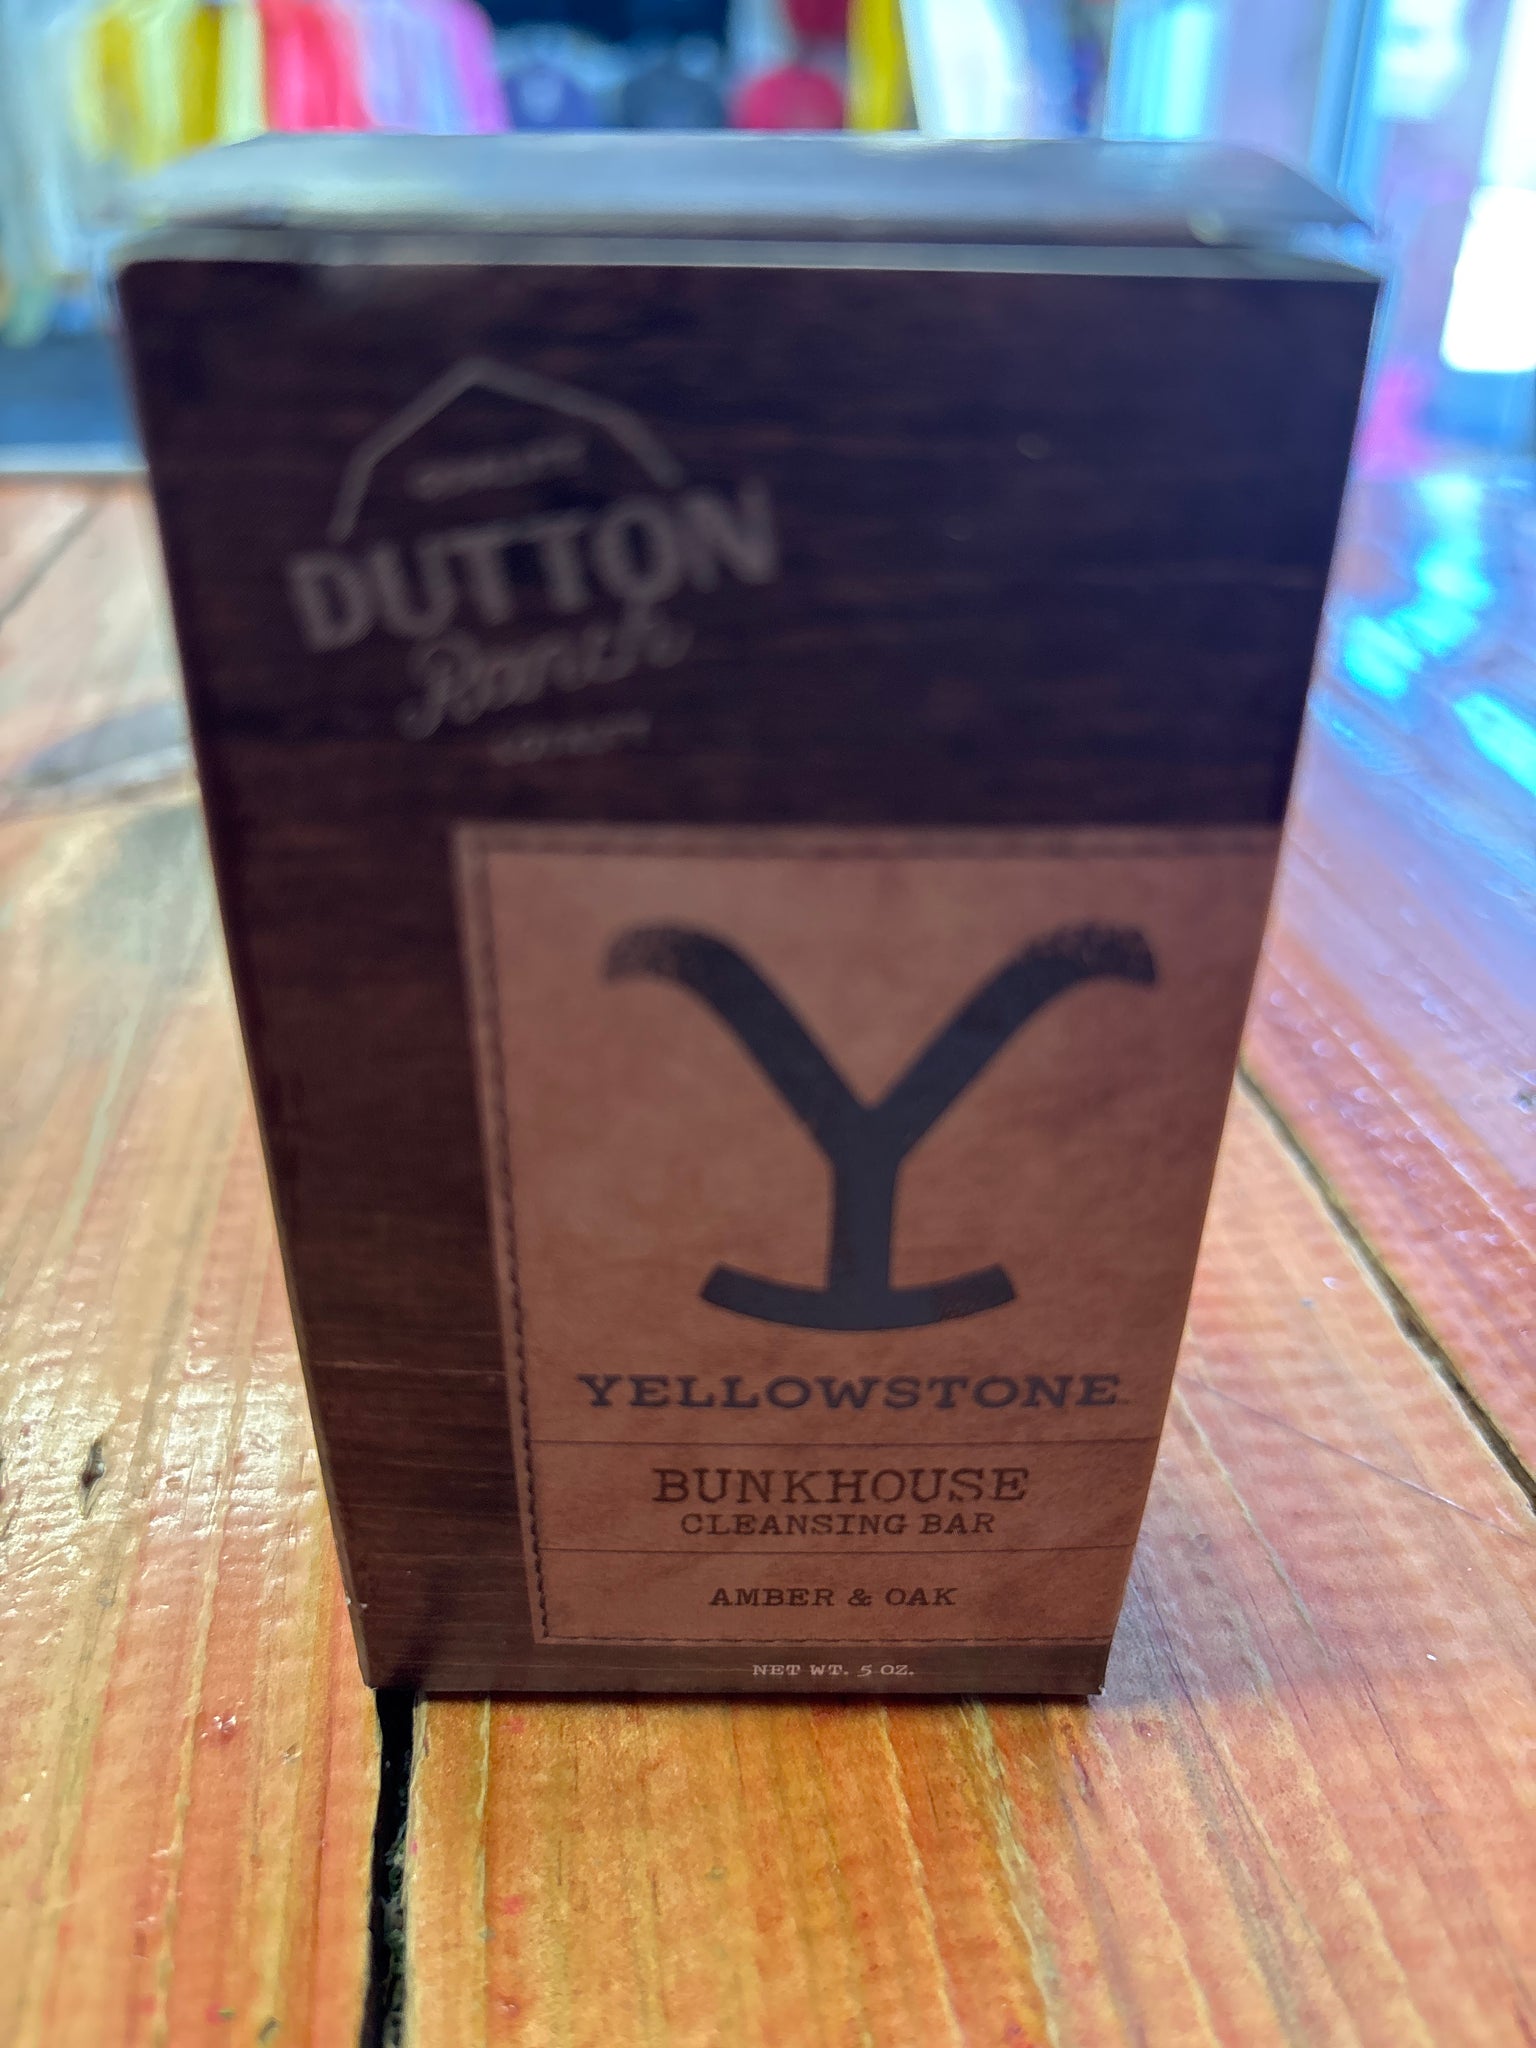 DUTTON
Ranch
Y
YELLOWSTONE
BUNKHOUSE
CLEANSING BAR
AMBER & OAK
NET WT. 5 OZ.